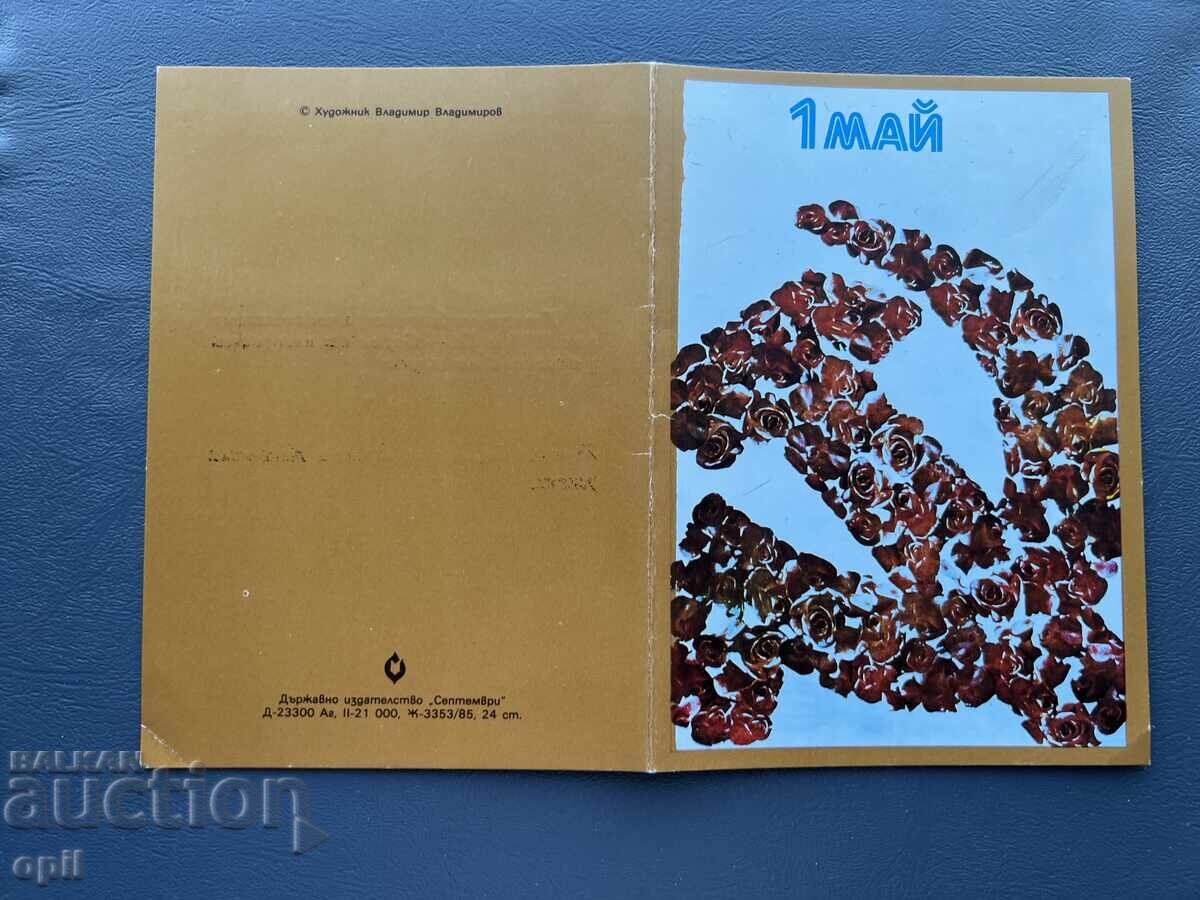 © Художник Владимир Владимиров
1 МАЙ
Държавно издателство „Септември"
Д-23300 Аг, II-21 000, Ж-3353/85, 24 ст.
BALKAN
auction
opil